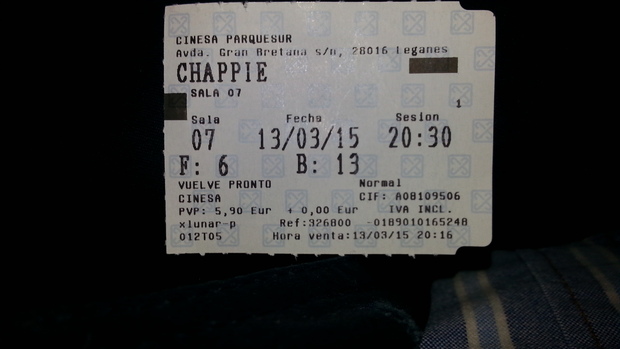 CINESA PARQUESUR
Avda. Gran Bretana s/n, 28016 Leganes
CHAPPIE
SALA 07
1
Sala Fecha Sesion
07 13/03/15 20:30
F: 6 B: 13
VUELVE PRONTO Normal
CINESA CIF: A08109506
PVP: 5,90 Eur + 0,00 Eur IVA INCL.
xlunar-p Ref:326800 -0189010165248
012T05 Hora venta:13/03/15 20:16